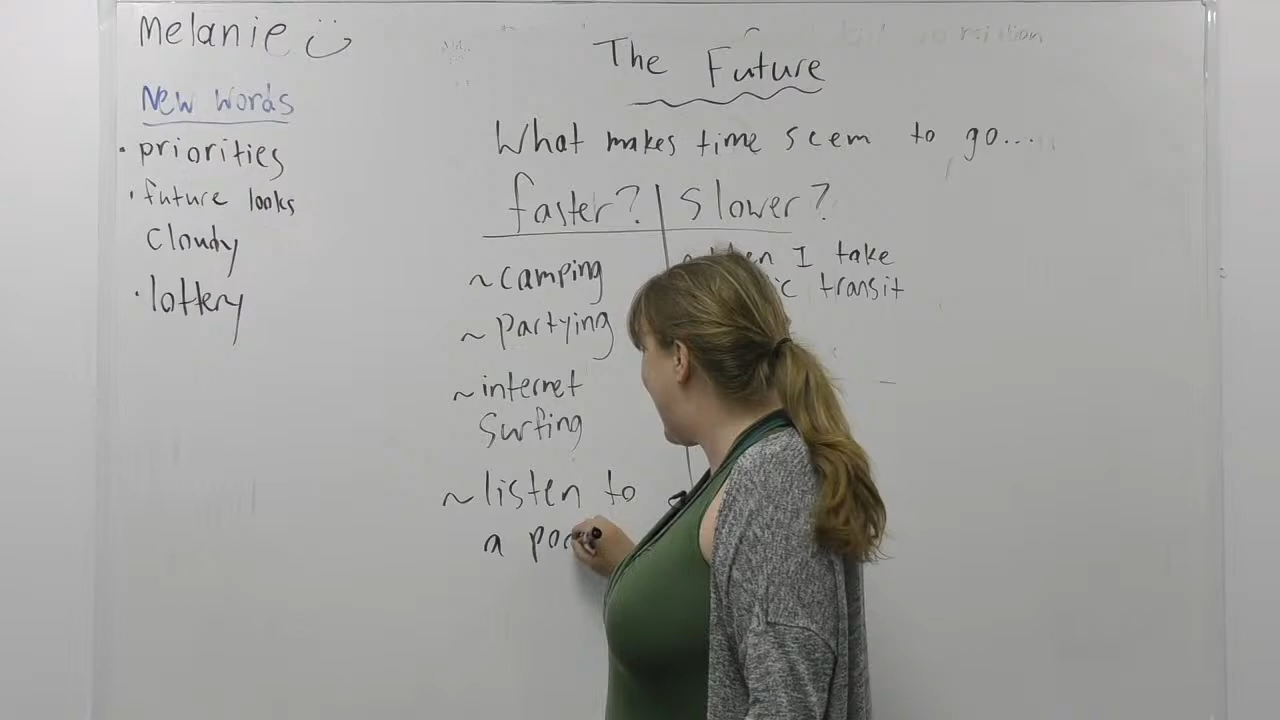 Melanie
New Words
• priorities
• future looks
cloudy
• lottery
The Future
What makes time seem to go...
faster? slower?
~ camping
~ partying
~ internet
surfing
~ listen to
a
I take
transit